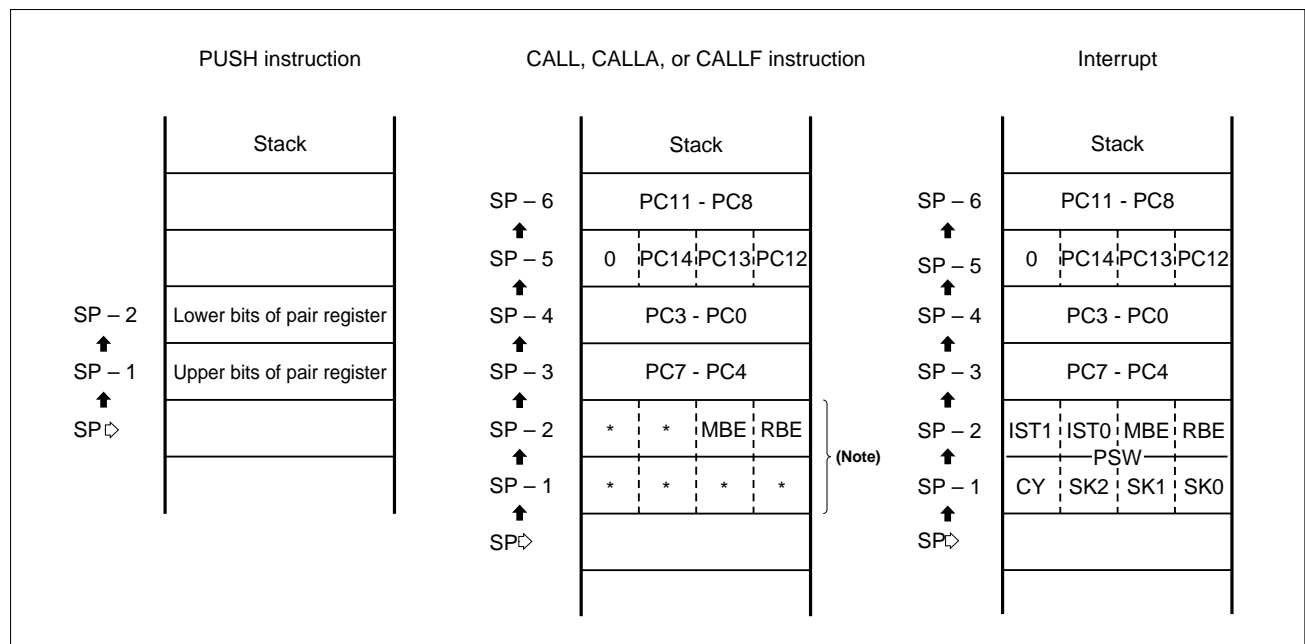 PUSH instruction
Stack
SP – 2 Lower bits of pair register
SP – 1 Upper bits of pair register
SP
CALL, CALLA, or CALLF instruction
Stack
SP – 6 PC11 - PC8
SP – 5 0 PC14 PC13 PC12
SP – 4 PC3 - PC0
SP – 3 PC7 - PC4
SP – 2 * * MBE RBE
(Note)
SP – 1 * * * *
SP
Interrupt
Stack
SP – 6 PC11 - PC8
SP – 5 0 PC14 PC13 PC12
SP – 4 PC3 - PC0
SP – 3 PC7 - PC4
SP – 2 IST1 IST0 MBE RBE
PSW
SP – 1 CY SK2 SK1 SK0
SP